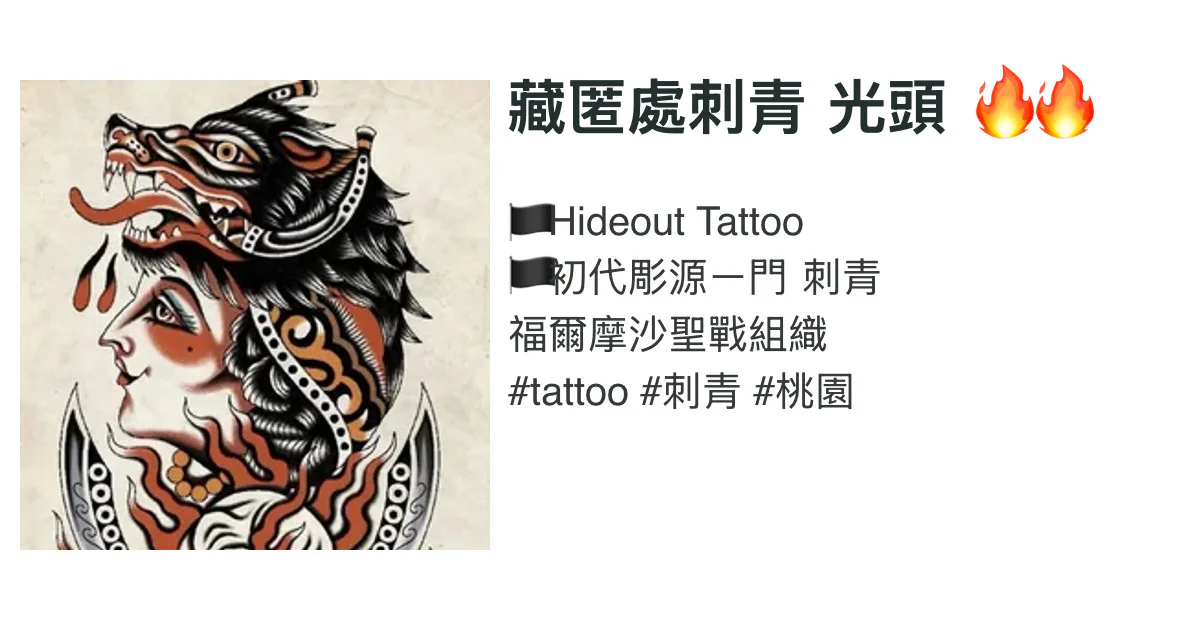 藏匿處刺青 光頭 🔥🔥
🏴Hideout Tattoo
🏴初代彫源一門 刺青
福爾摩沙聖戰組織
#tattoo #刺青 #桃園